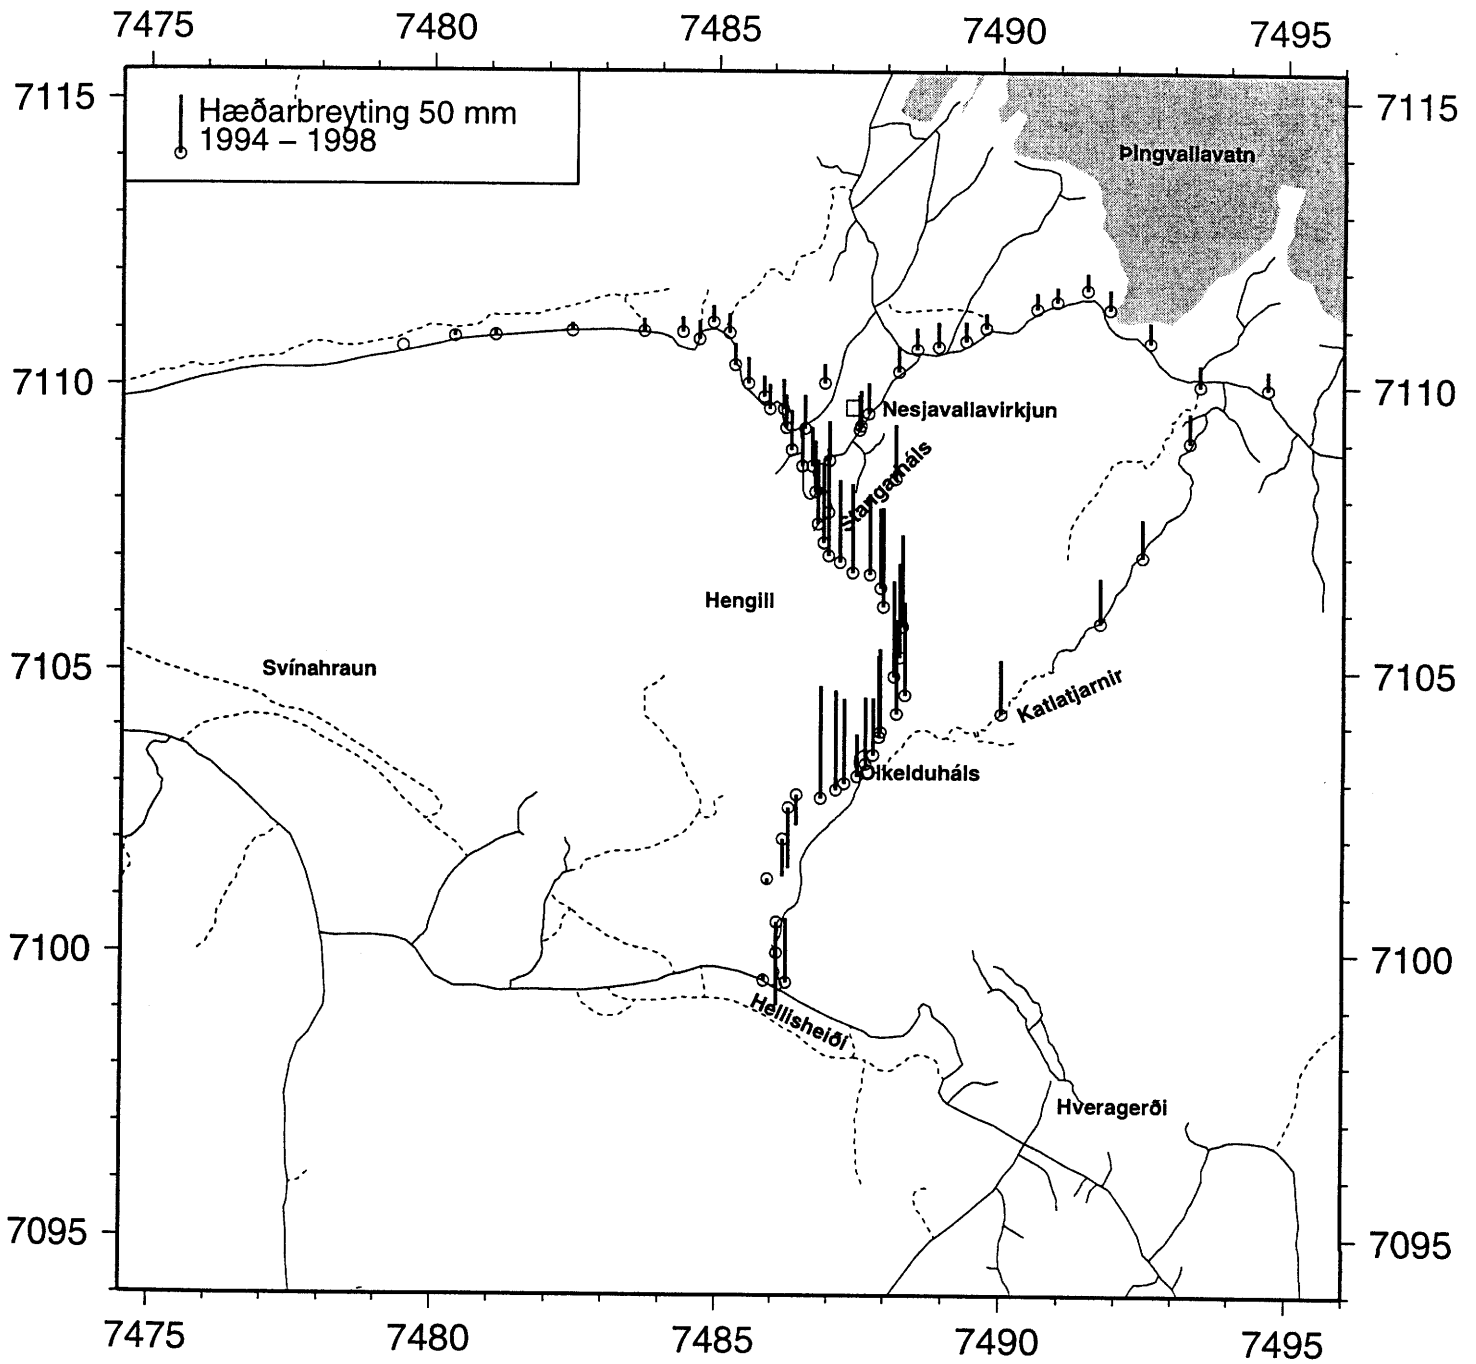 7475 7480 7485 7490 7495
7115 7115
Hæðarbreyting 50 mm
1994 – 1998
Þingvallavatn
7110 7110
Nesjavallavirkjun
Stangarháls
Hengill
7105 7105
Svínahraun
Katlatjarnir
Ölkelduháls
7100 7100
Hellisheiði
Hveragerði
7095 7095
7475 7480 7485 7490 7495